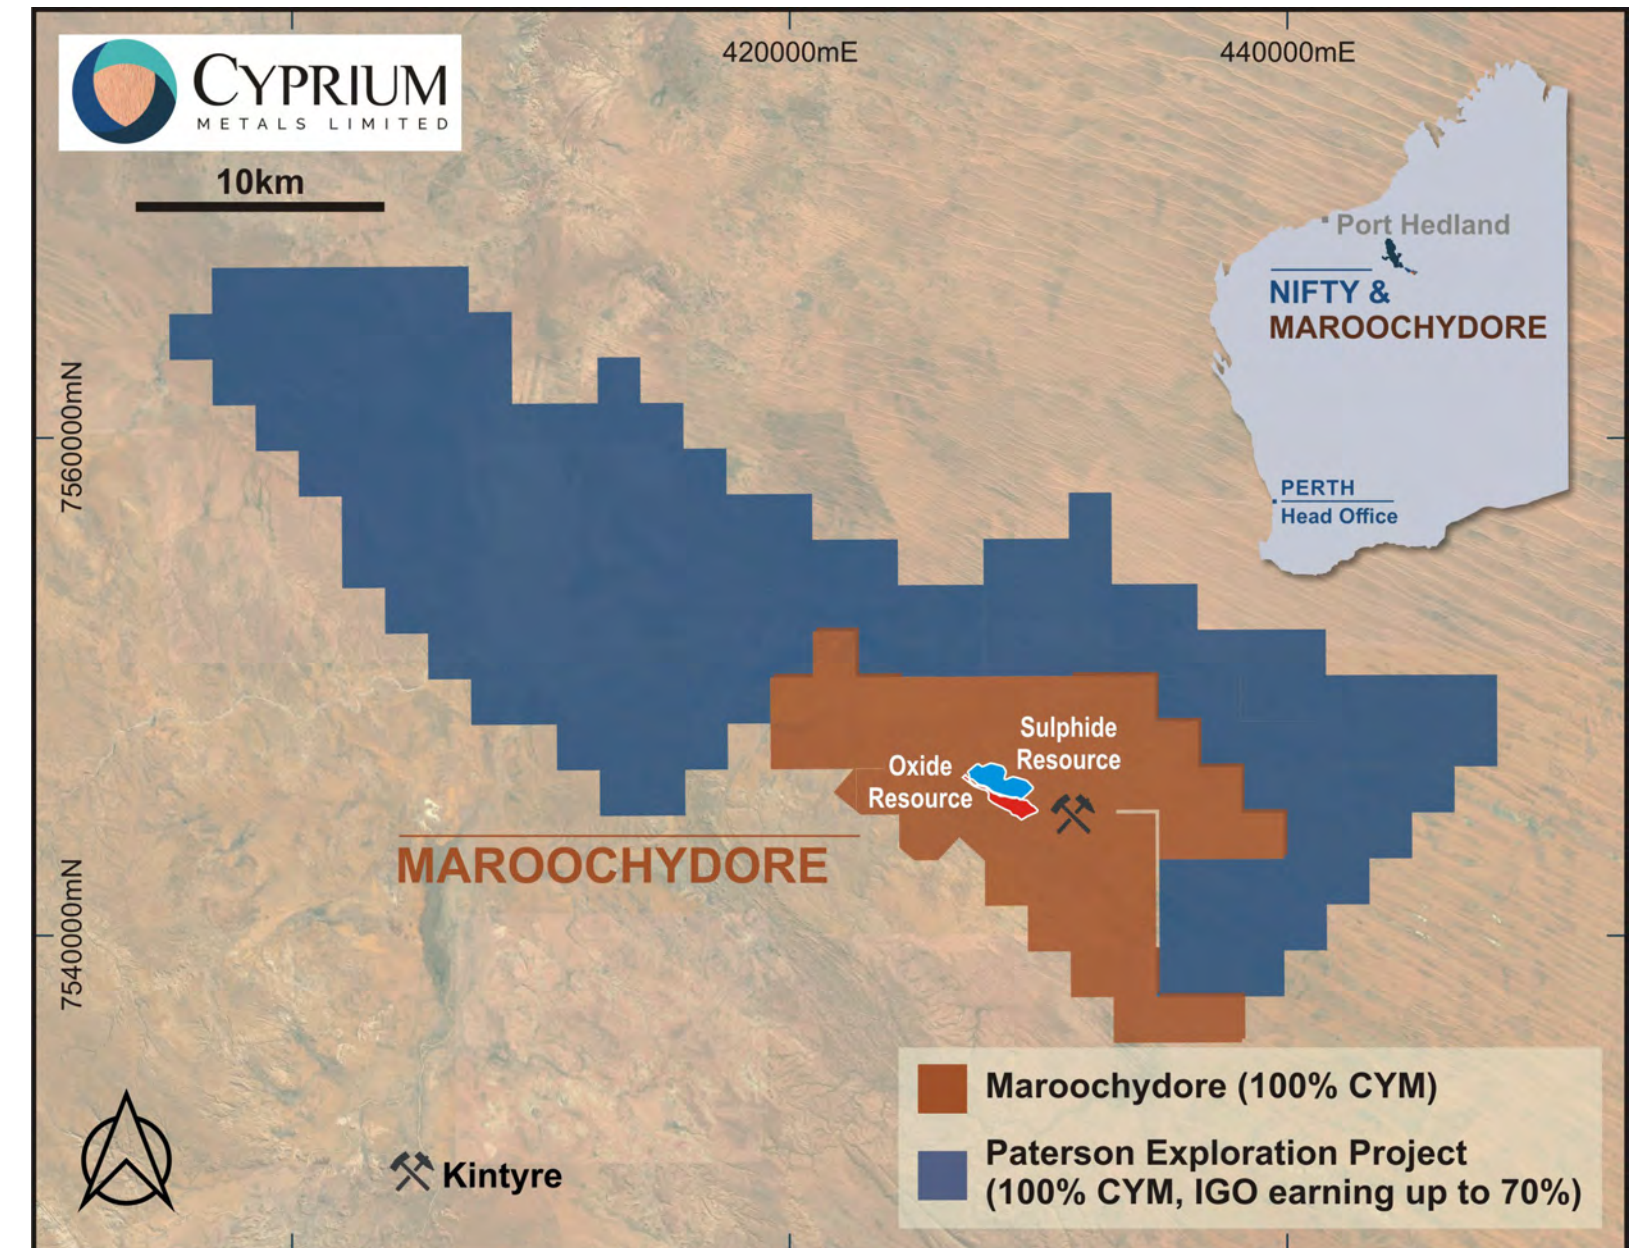 420000mE
440000mE
CYPRIUM
METALS LIMITED
10km
Port Hedland
NIFTY &
MAROOCHYDORE
7560000mN
PERTH
Head Office
Sulphide
Resource
Oxide
Resource
MAROOCHYDORE
7540000mN
Maroochydore (100% CYM)
Paterson Exploration Project
(100% CYM, IGO earning up to 70%)
Kintyre